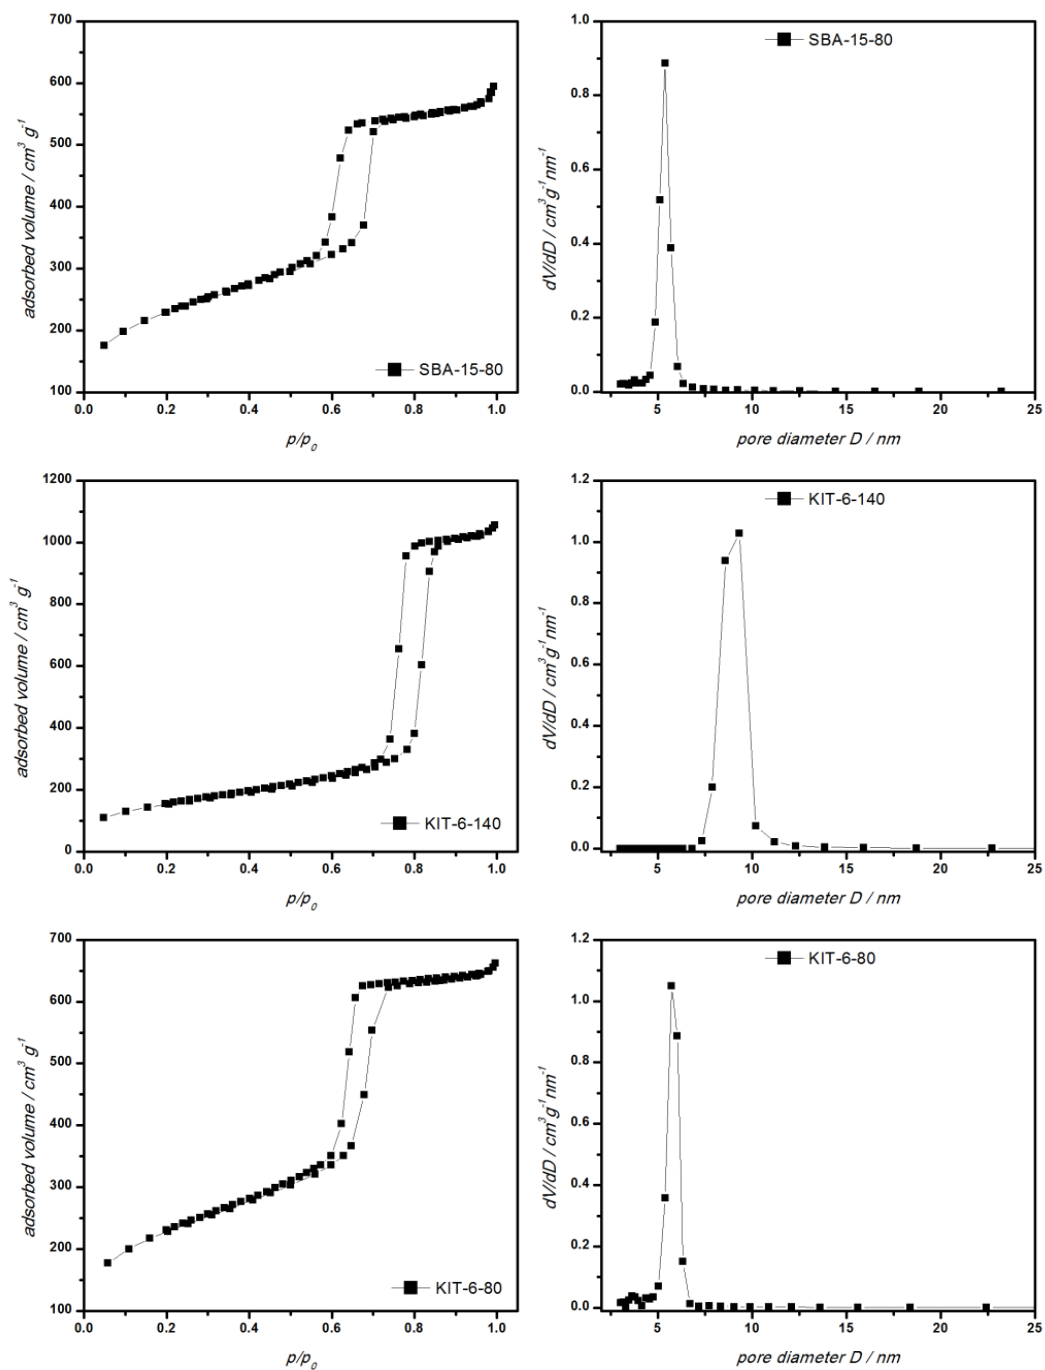 700
600
500
400
300
200
100
adsorbed volume / cm³ g⁻¹
SBA-15-80
0.0 0.2 0.4 0.6 0.8 1.0
p/p₀
1.0
0.8
0.6
0.4
0.2
0.0
dV/dD / cm³g⁻¹nm⁻¹
SBA-15-80
5 10 15 20 25
pore diameter D / nm
1200
1000
800
600
400
200
0
adsorbed volume / cm³ g⁻¹
KIT-6-140
0.0 0.2 0.4 0.6 0.8 1.0
p/p₀
1.2
1.0
0.8
0.6
0.4
0.2
0.0
dV/dD / cm³g⁻¹nm⁻¹
KIT-6-140
5 10 15 20 25
pore diameter D / nm
700
600
500
400
300
200
100
adsorbed volume / cm³ g⁻¹
KIT-6-80
0.0 0.2 0.4 0.6 0.8 1.0
p/p₀
1.2
1.0
0.8
0.6
0.4
0.2
0.0
dV/dD / cm³g⁻¹nm⁻¹
KIT-6-80
5 10 15 20 25
pore diameter D / nm